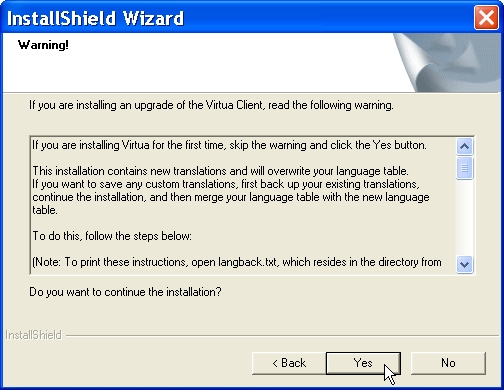 InstallShield Wizard
Warning!
If you are installing an upgrade of the Virtua Client, read the following warning.
If you are installing Virtua for the first time, skip the warning and click the Yes button.
This installation contains new translations and will overwrite your language table.
If you want to save any custom translations, first back up your existing translations,
continue the installation, and then merge your language table with the new language
table.
To do this, follow the steps below:
(Note: To print these instructions, open langback.txt, which resides in the directory from
Do you want to continue the installation?
InstallShield
< Back Yes No